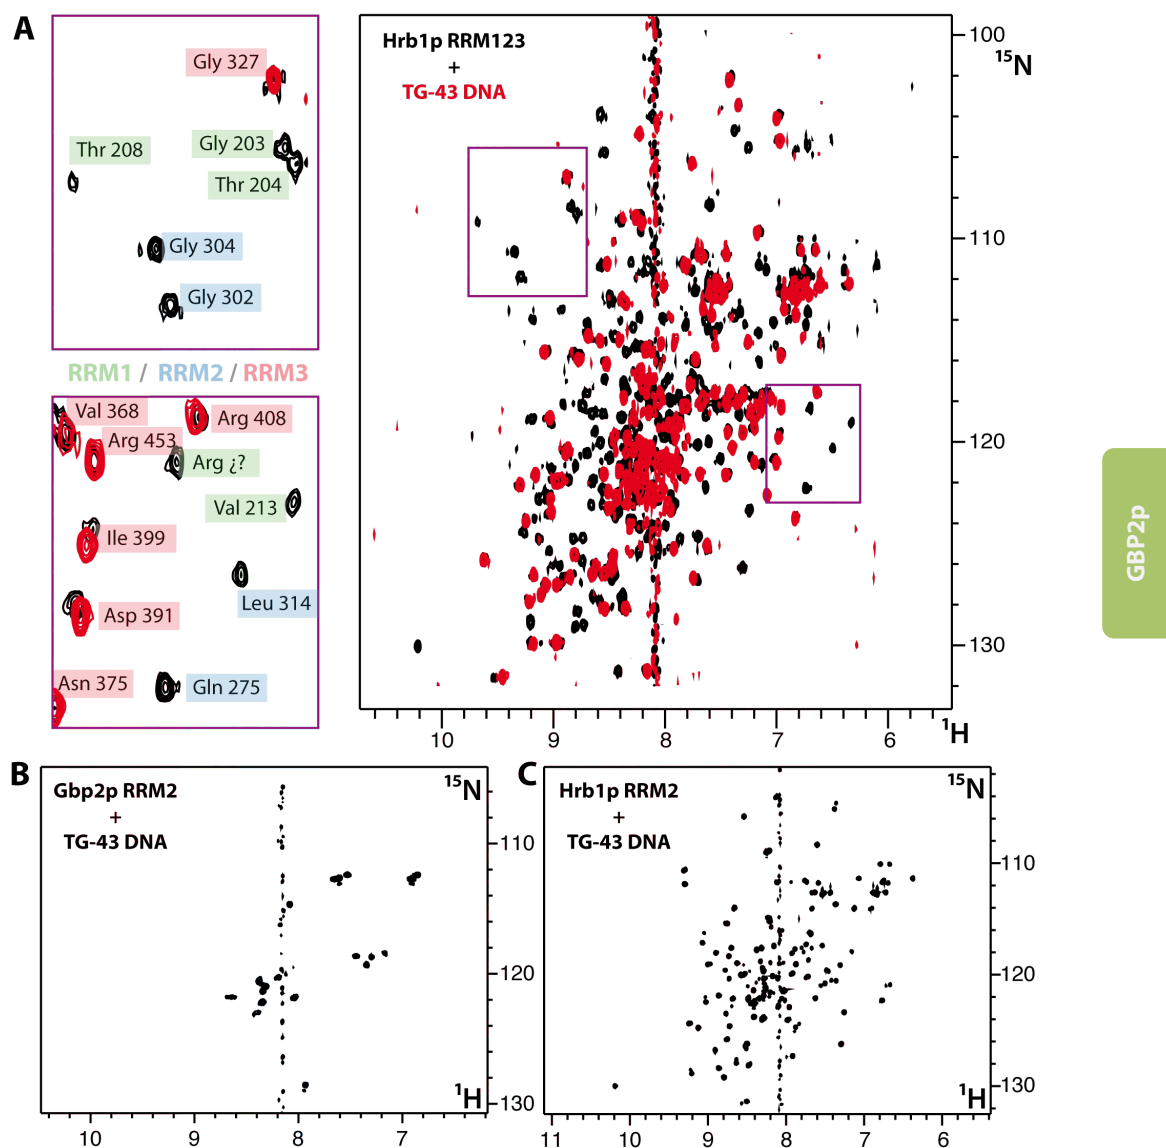 A
Gly 327
Gly 203
Thr 208
Thr 204
Gly 304
Gly 302
RRM1 / RRM2 / RRM3
Val 368
Arg 408
Arg 453
Arg ¿?
Val 213
Ile 399
Leu 314
Asp 391
Asn 375
Gln 275
Hrb1p RRM123
+
TG-43 DNA
100
15N
110
120
130
10
9
8
7
6
1H
GBP2p
B
Gbp2p RRM2
+
TG-43 DNA
15N
110
120
130
1H
10
9
8
7
C
Hrb1p RRM2
+
TG-43 DNA
15N
110
120
130
1H
11
10
9
8
7
6